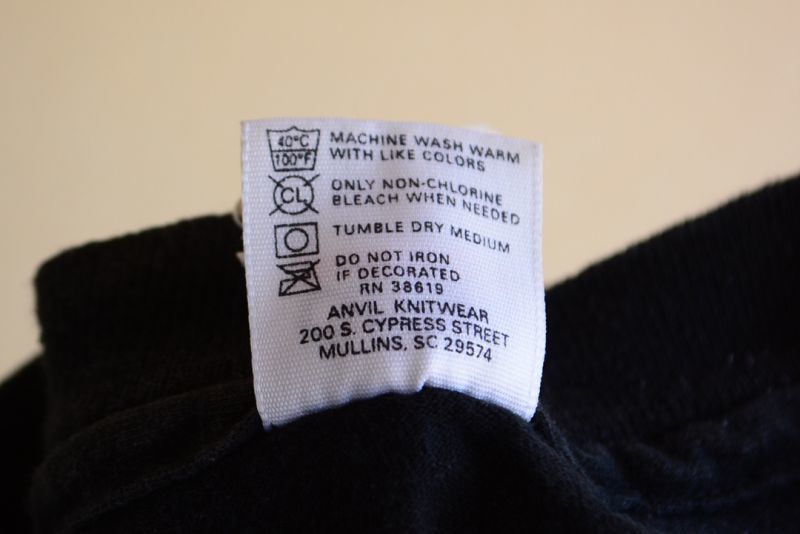 40°C
100°F
MACHINE WASH WARM
WITH LIKE COLORS
CL
ONLY NON-CHLORINE
BLEACH WHEN NEEDED
TUMBLE DRY MEDIUM
DO NOT IRON
IF DECORATED
RN 38619
ANVIL KNITWEAR
200 S. CYPRESS STREET
MULLINS, SC 29574